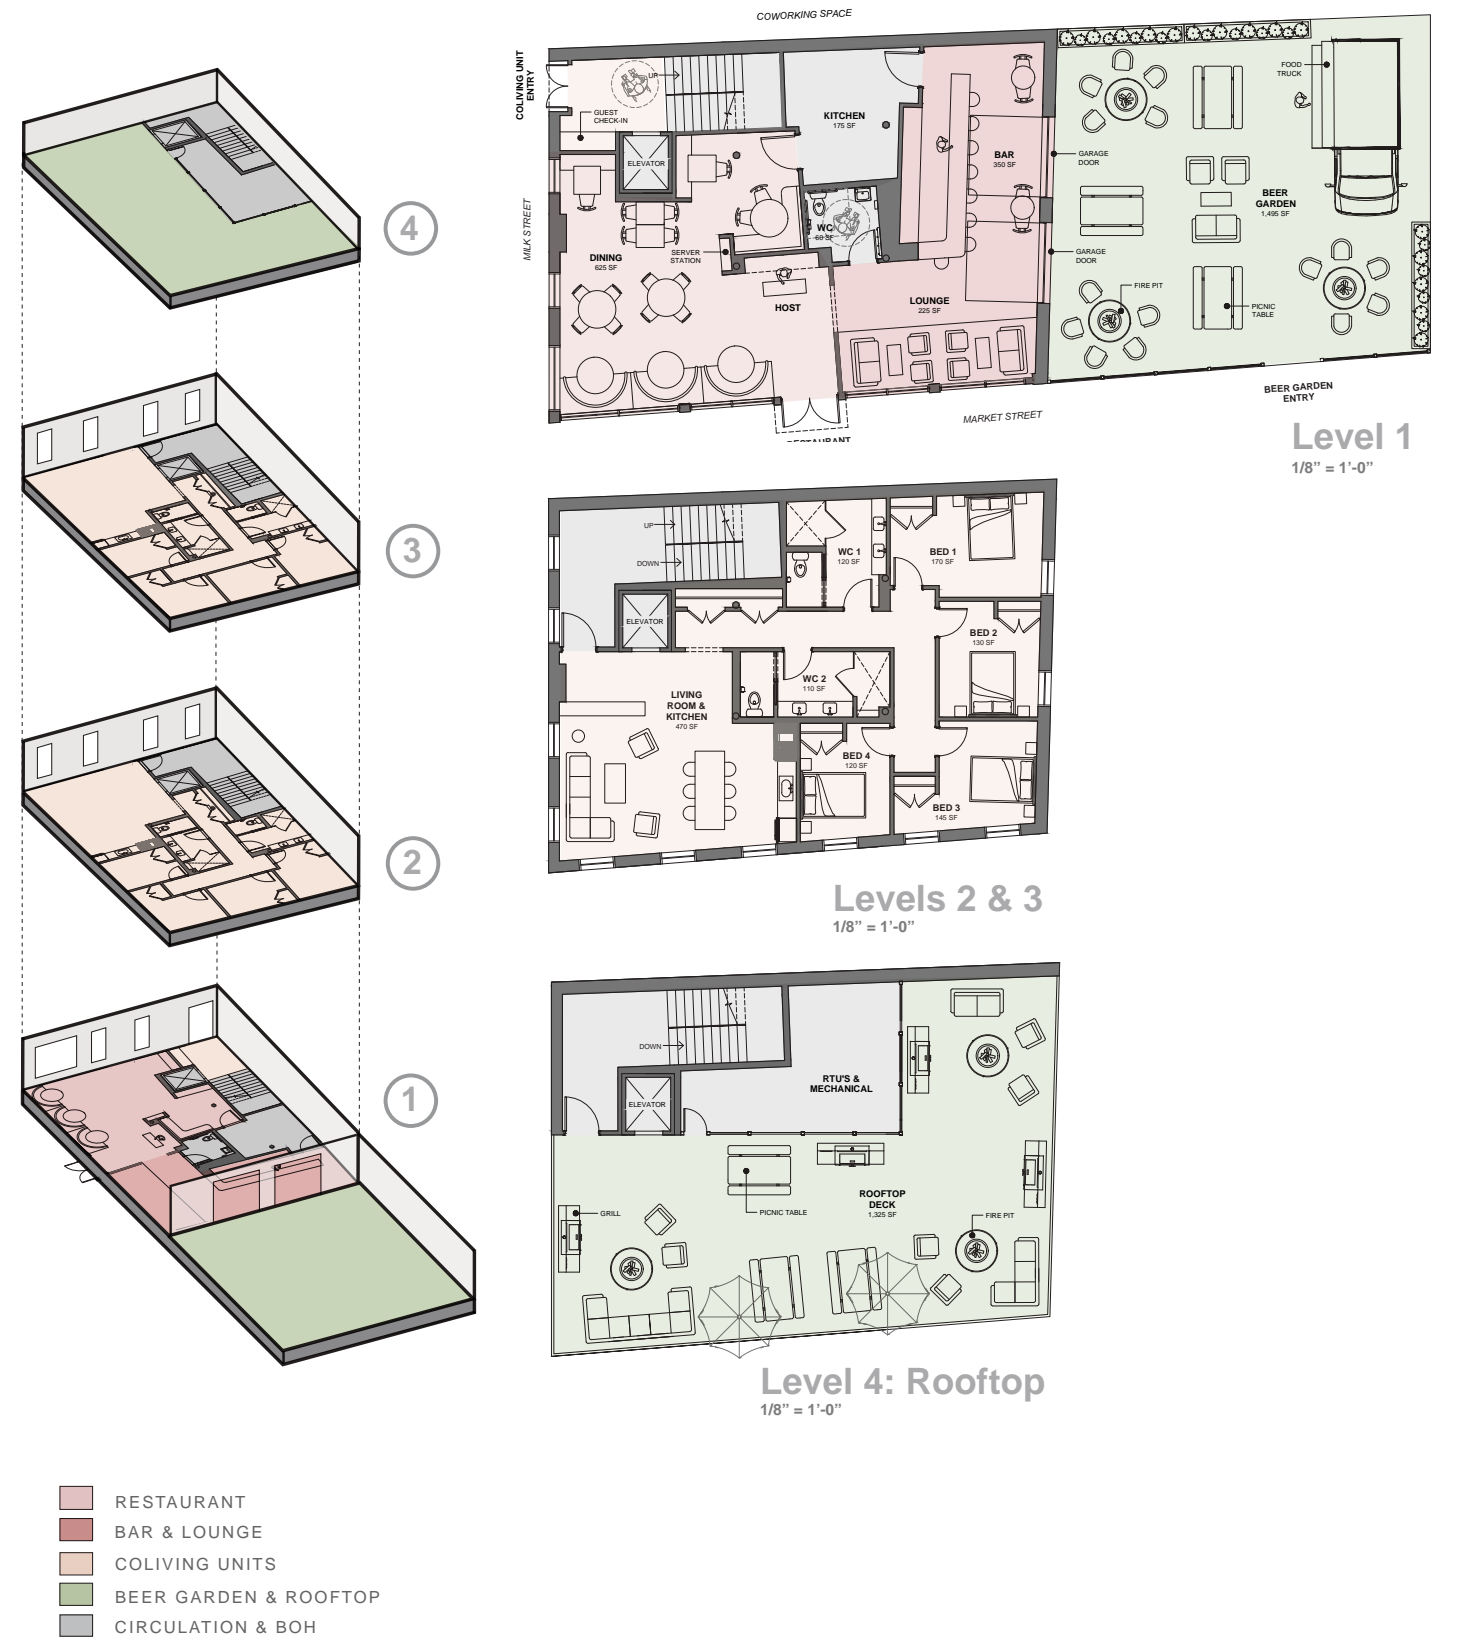 COWORKING SPACE
COLIVING UNIT
ENTRY
UP
GUEST
CHECK-IN
ELEVATOR
KITCHEN
175 SF
FOOD
TRUCK
MILK STREET
BAR
350 SF
GARAGE
DOOR
BEER
GARDEN
1,495 SF
WC
60 SF
SERVER
STATION
DINING
625 SF
GARAGE
DOOR
HOST
LOUNGE
225 SF
FIRE PIT
PICNIC
TABLE
MARKET STREET
BEER GARDEN
ENTRY
Level 1
1/8” = 1’-0”
4
3
2
1
UP
DOWN
ELEVATOR
WC 1
120 SF
BED 1
170 SF
BED 2
130 SF
WC 2
110 SF
LIVING
ROOM &
KITCHEN
470 SF
BED 4
120 SF
BED 3
145 SF
Levels 2 & 3
1/8” = 1’-0”
DOWN
ELEVATOR
RTU'S &
MECHANICAL
GRILL
PICNIC TABLE
ROOFTOP
DECK
1,325 SF
FIRE PIT
Level 4: Rooftop
1/8” = 1’-0”
RESTAURANT
BAR & LOUNGE
COLIVING UNITS
BEER GARDEN & ROOFTOP
CIRCULATION & BOH